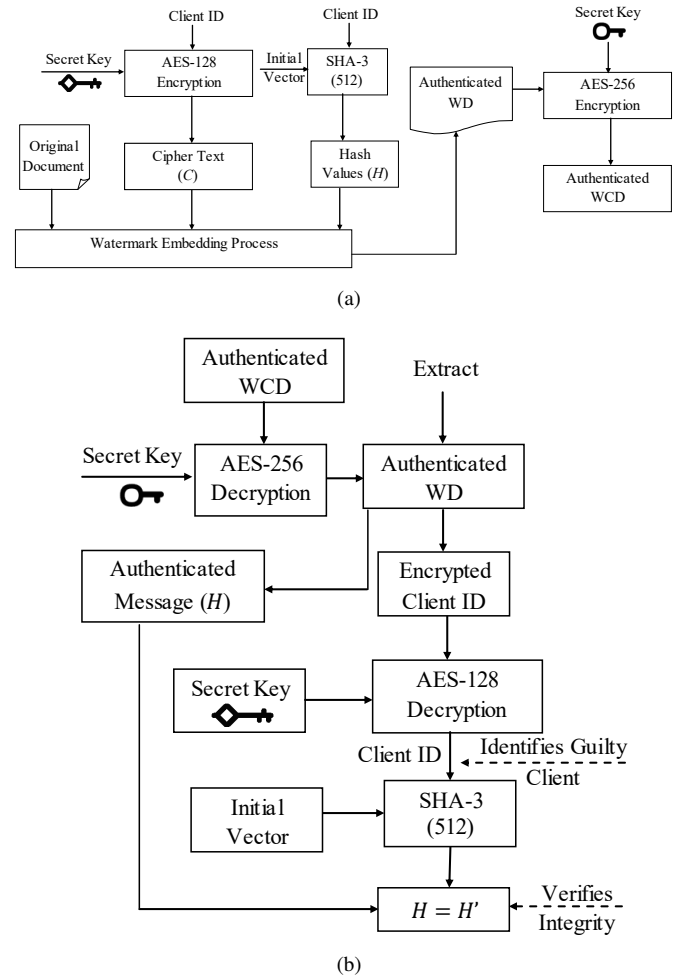 Client ID
Client ID
Secret Key
Secret Key
AES-128
Encryption
Initial
Vector
SHA-3
(512)
Authenticated
WD
AES-256
Encryption
Original
Document
Cipher Text
(C)
Hash
Values (H)
Authenticated
WCD
Watermark Embedding Process
(a)
Authenticated
WCD
Extract
Secret Key
AES-256
Decryption
Authenticated
WD
Authenticated
Message (H)
Encrypted
Client ID
Secret Key
AES-128
Decryption
Client ID
Identifies Guilty
Client
Initial
Vector
SHA-3
(512)
H = H'
Verifies
Integrity
(b)